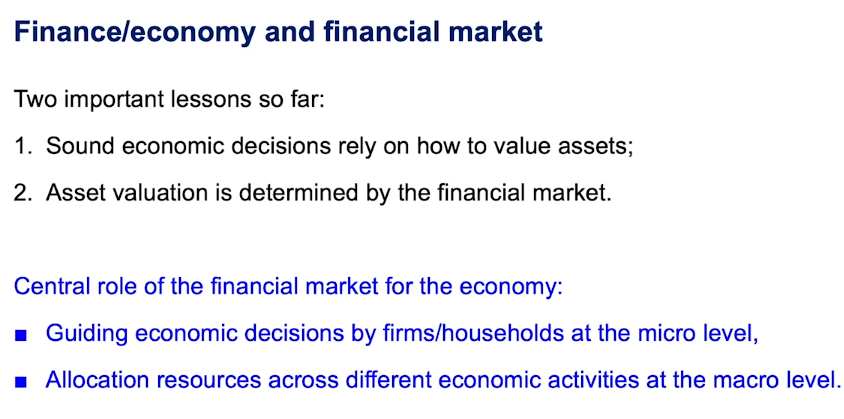 Finance/economy and financial market
Two important lessons so far:
1. Sound economic decisions rely on how to value assets;
2. Asset valuation is determined by the financial market.
Central role of the financial market for the economy:
■ Guiding economic decisions by firms/households at the micro level,
■ Allocation resources across different economic activities at the macro level.